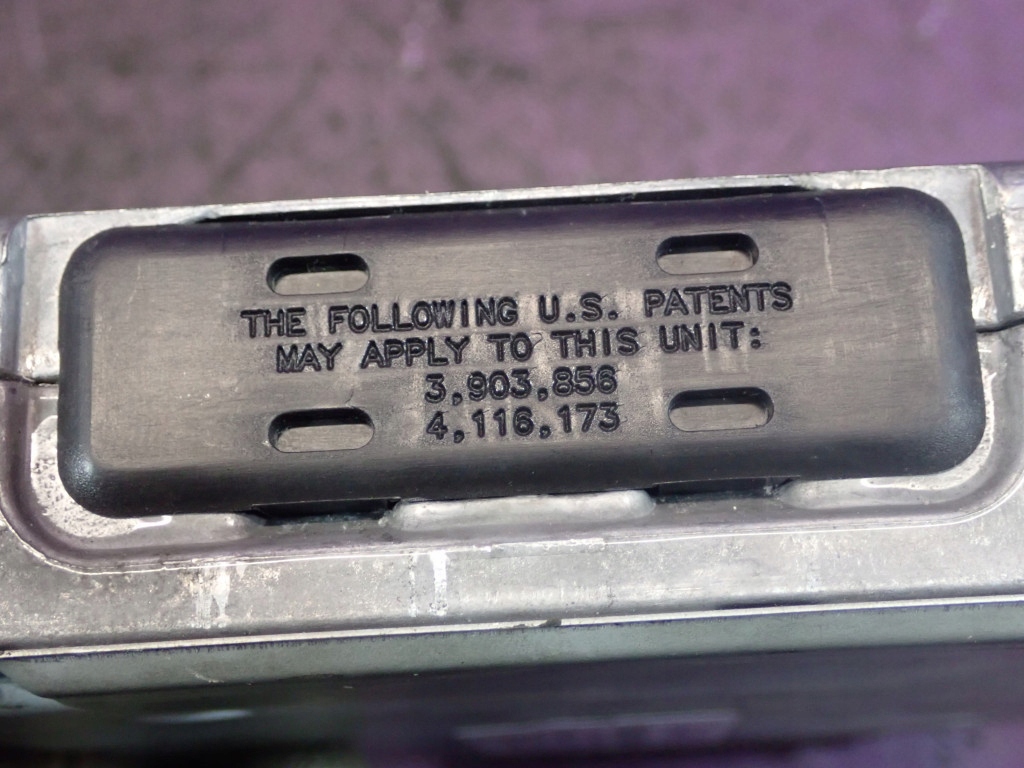 THE FOLLOWING U.S. PATENTS
MAY APPLY TO THIS UNIT:
3,903,856
4,116,173